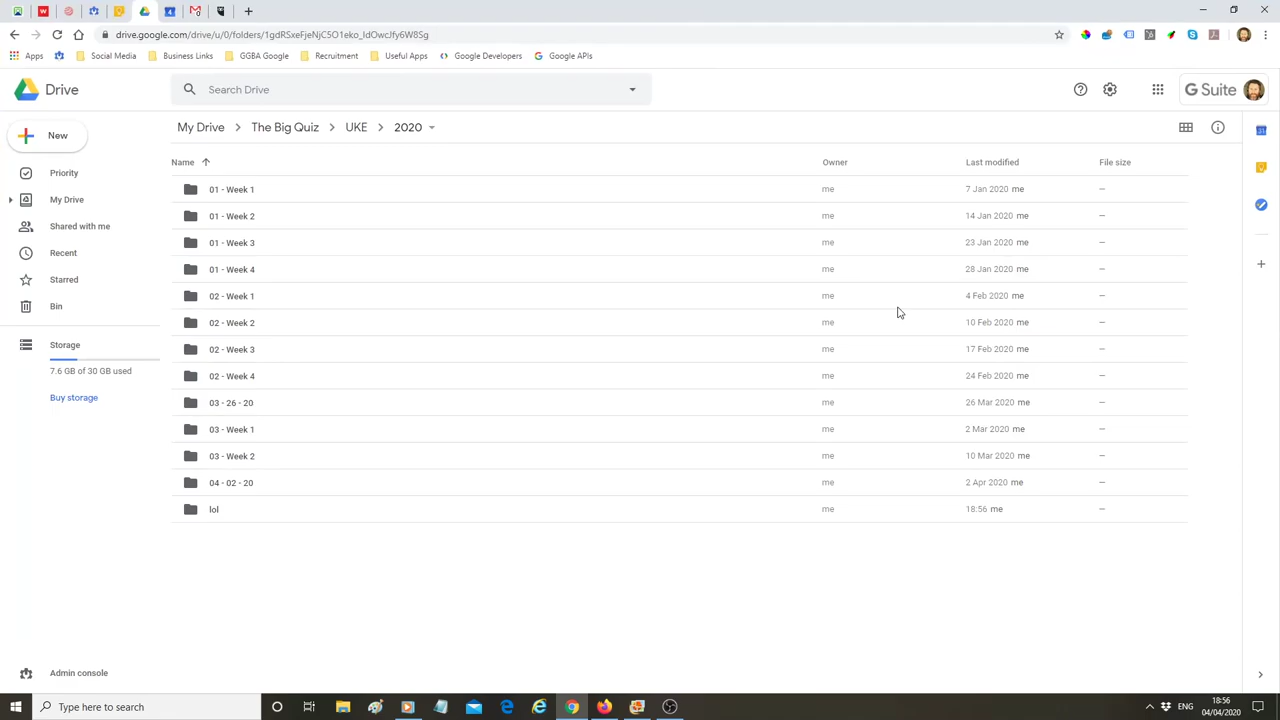 drive.google.com/drive/u/0/folders/1gdRSxeFjeNjC5O1eko_IdOwcJfy6W8Sg
Apps
Social Media
Business Links
GGBA Google
Recruitment
Useful Apps
Google Developers
Google APIs
Drive
Search Drive
G Suite
New
My Drive
The Big Quiz
UKE
2020
Name
Owner
Last modified
File size
Priority
My Drive
Shared with me
Recent
Starred
Bin
Storage
7.6 GB of 30 GB used
Buy storage
Admin console
01 - Week 1 me 7 Jan 2020 me –
01 - Week 2 me 14 Jan 2020 me –
01 - Week 3 me 23 Jan 2020 me –
01 - Week 4 me 28 Jan 2020 me –
02 - Week 1 me 4 Feb 2020 me –
02 - Week 2 me 10 Feb 2020 me –
02 - Week 3 me 17 Feb 2020 me –
02 - Week 4 me 24 Feb 2020 me –
03 - 26 - 20 me 26 Mar 2020 me –
03 - Week 1 me 2 Mar 2020 me –
03 - Week 2 me 10 Mar 2020 me –
04 - 02 - 20 me 2 Apr 2020 me –
lol me 18:56 me –
Type here to search
ENG
18:56
04/04/2020